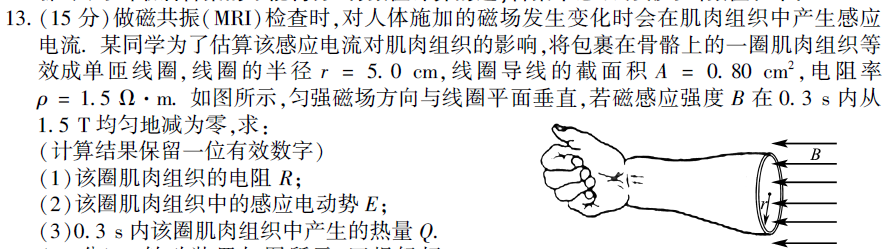 13. (15 分)做磁共振(MRI)检查时,对人体施加的磁场发生变化时会在肌肉组织中产生感应
电流. 某同学为了估算该感应电流对肌肉组织的影响,将包裹在骨骼上的一圈肌肉组织等
效成单匝线圈,线圈的半径 r = 5. 0 cm,线圈导线的截面积 A = 0. 80 cm²,电阻率
ρ = 1. 5 Ω·m. 如图所示,匀强磁场方向与线圈平面垂直,若磁感应强度 B 在 0. 3 s 内从
1. 5 T 均匀地减为零,求:
(计算结果保留一位有效数字)
(1)该圈肌肉组织的电阻 R;
(2)该圈肌肉组织中的感应电动势 E;
(3)0. 3 s 内该圈肌肉组织中产生的热量 Q.
B
r